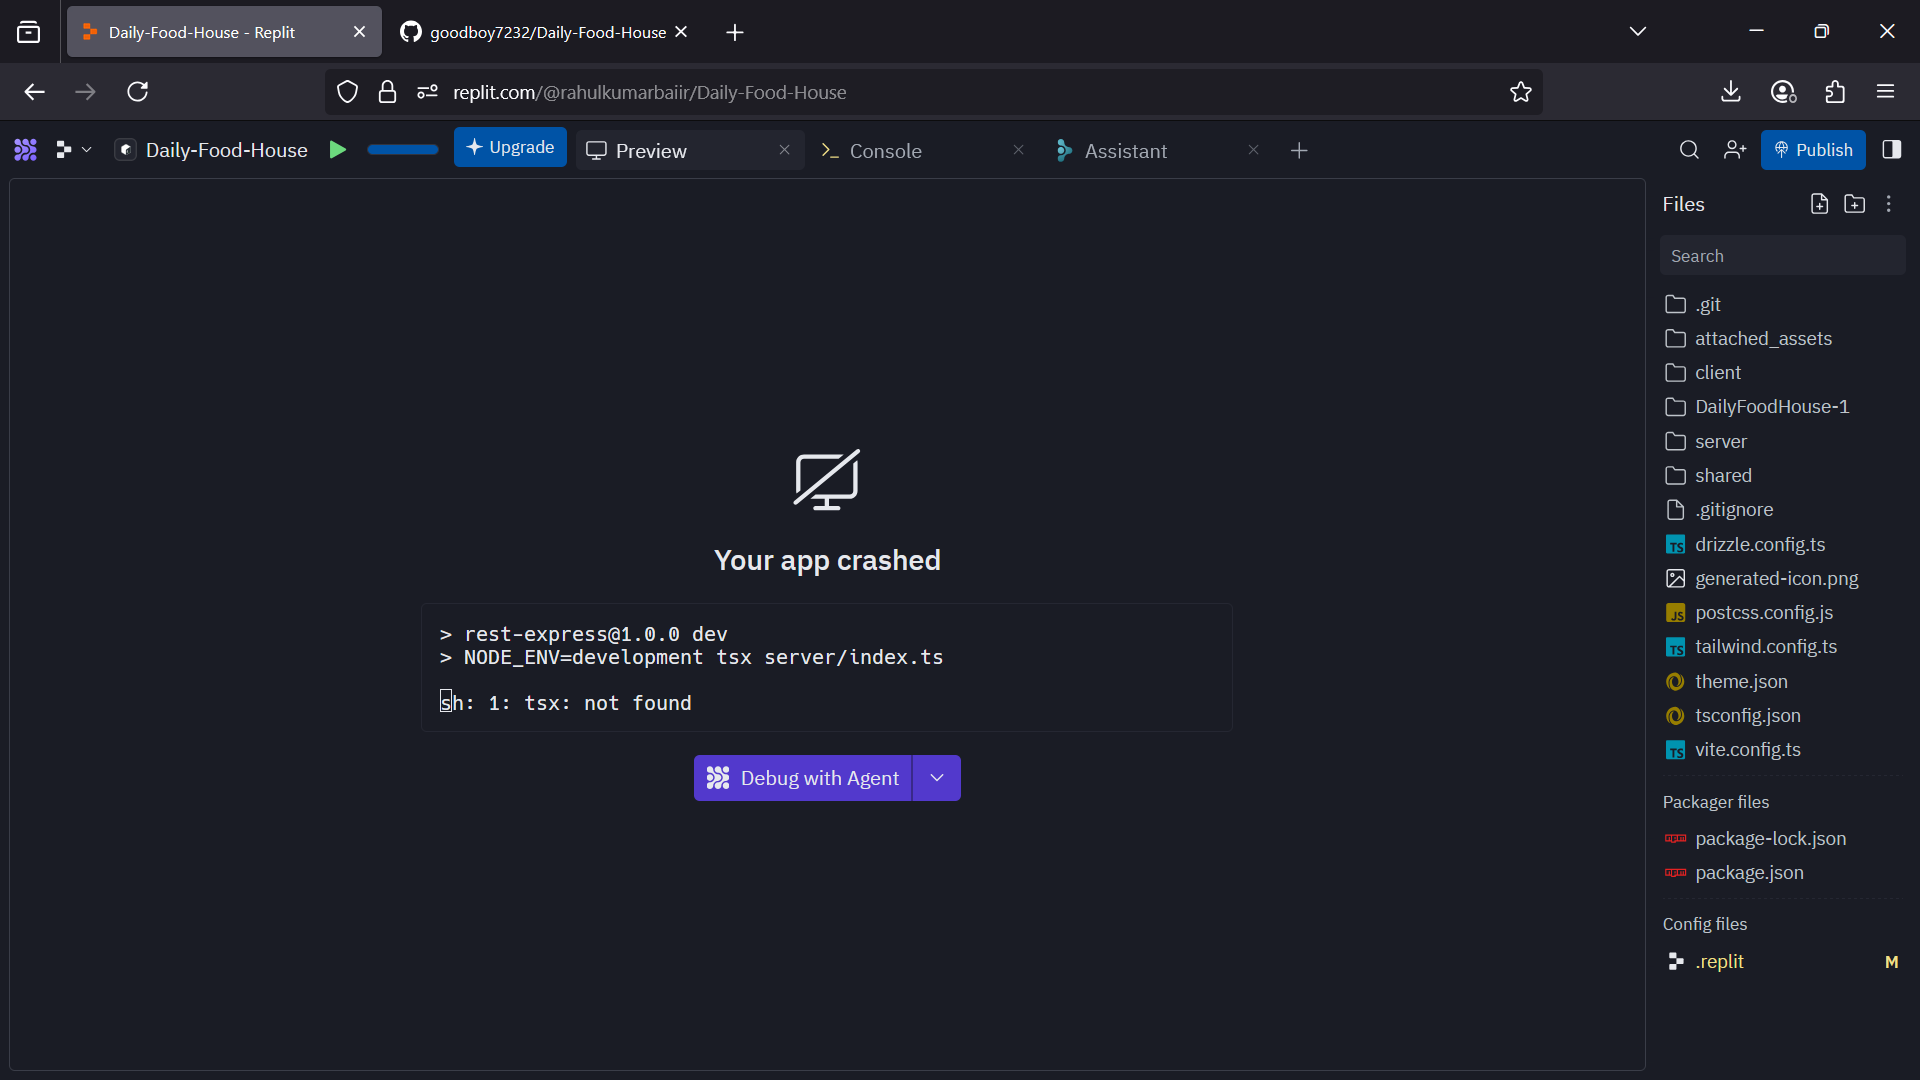 Daily-Food-House - Replit
goodboy7232/Daily-Food-House
replit.com/@rahulkumarbaiir/Daily-Food-House
Daily-Food-House
Upgrade
Preview
Console
Assistant
Publish
Files
Search
.git
attached_assets
client
DailyFoodHouse-1
server
shared
.gitignore
TS drizzle.config.ts
generated-icon.png
JS postcss.config.js
TS tailwind.config.ts
theme.json
tsconfig.json
TS vite.config.ts
Packager files
package-lock.json
package.json
Config files
.replit M
Your app crashed
> rest-express@1.0.0 dev
> NODE_ENV=development tsx server/index.ts
sh: 1: tsx: not found
Debug with Agent